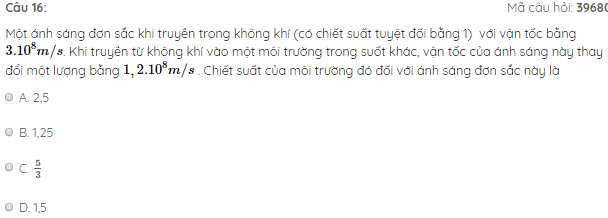 Câu 16: Mã câu hỏi: 39680
Một ánh sáng đơn sắc khi truyền trong không khí (có chiết suất tuyệt đối bằng 1) với vận tốc bằng
3.10⁸m/s. Khi truyền từ không khí vào một môi trường trong suốt khác, vận tốc của ánh sáng này thay
đổi một lượng bằng 1, 2.10⁸m/s . Chiết suất của môi trường đó đối với ánh sáng đơn sắc này là
A. 2,5
B. 1,25
C. 5/3
D. 1,5